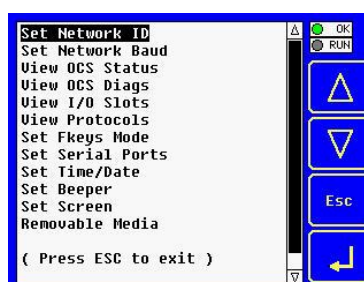 Set Network ID
Set Network Baud
View OCS Status
View OCS Diags
View I/O Slots
View Protocols
Set Fkeys Mode
Set Serial Ports
Set Time/Date
Set Beeper
Set Screen
Removable Media
( Press ESC to exit )
OK
RUN
Esc